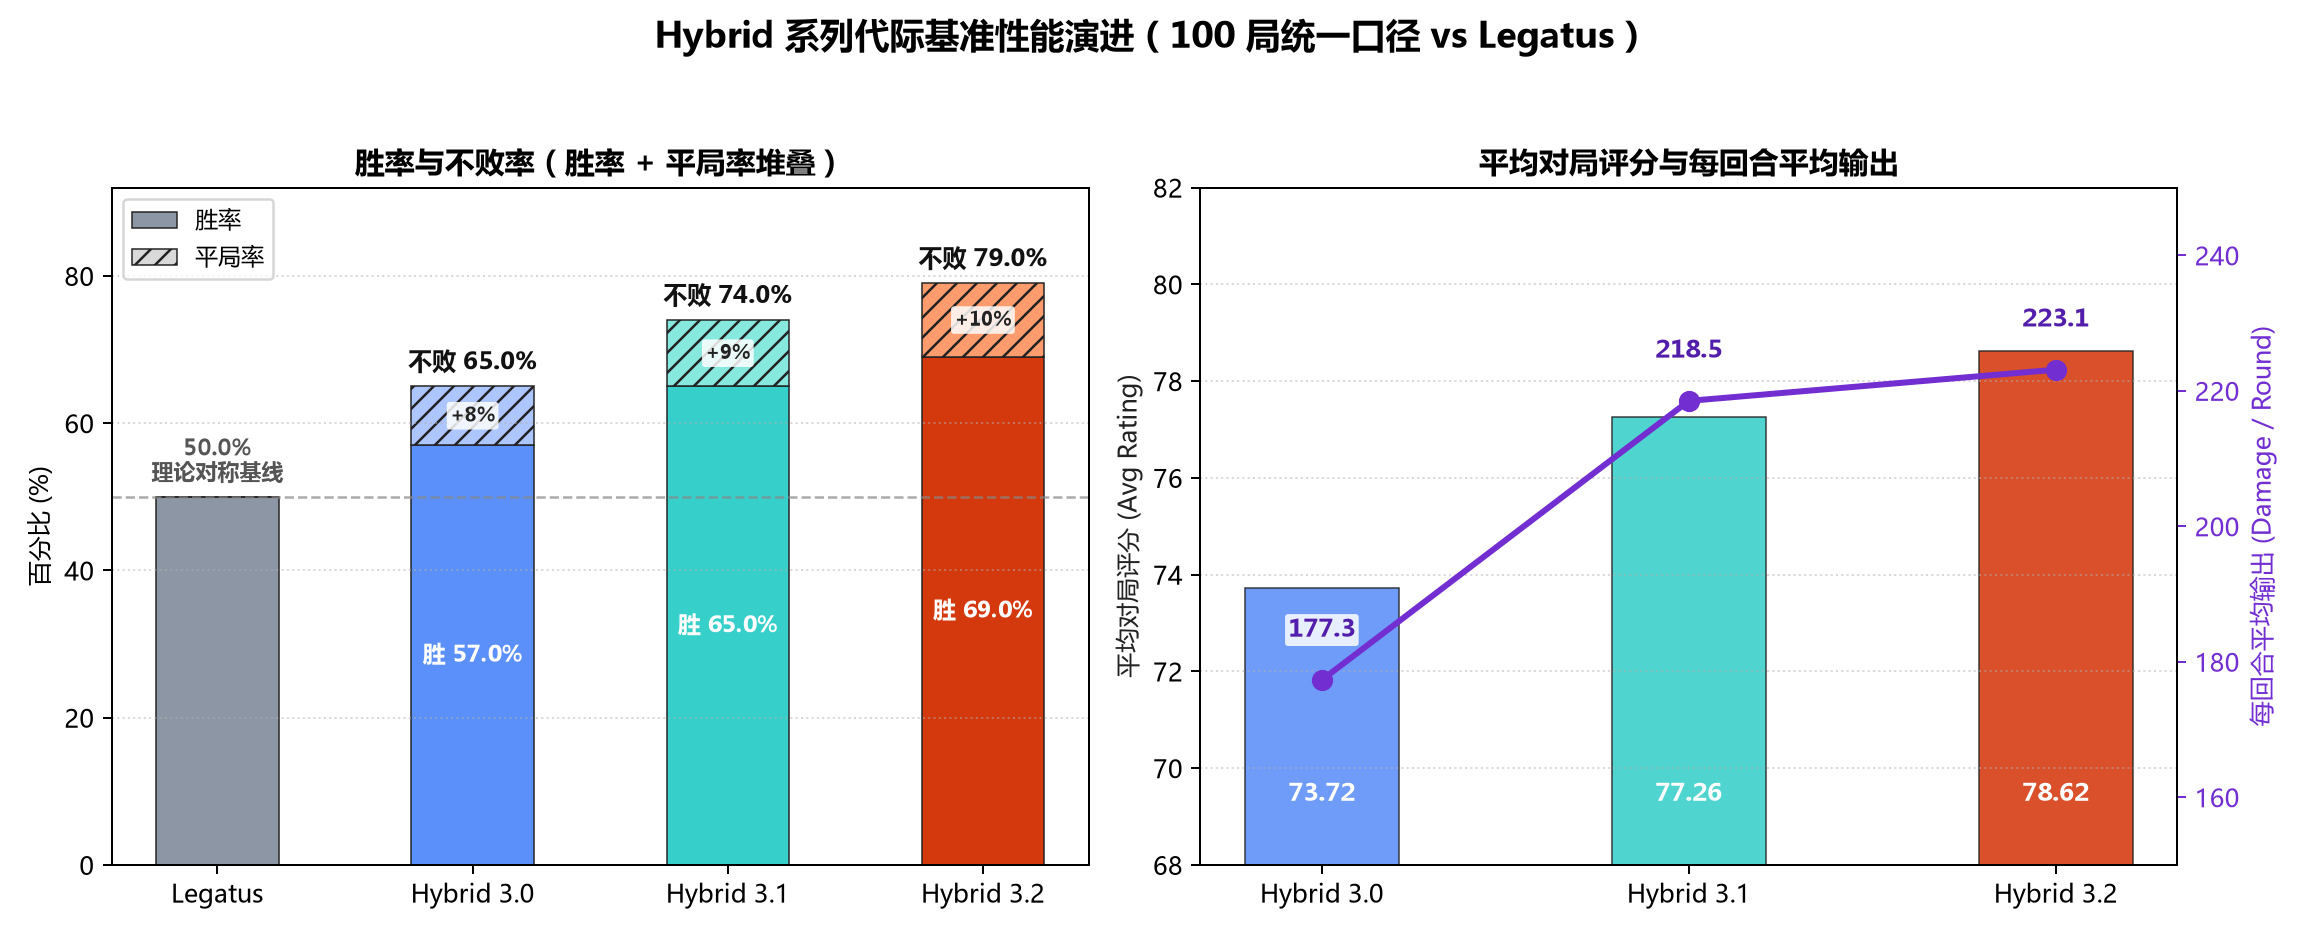 Hybrid 系列代际基准性能演进（100 局统一口径 vs Legatus）
胜率与不败率（胜率 + 平局率堆叠）
胜率
平局率
百分比 (%)
80
60
40
20
0
50.0%
理论对称基线
不败 65.0%
+8%
胜 57.0%
不败 74.0%
+9%
胜 65.0%
不败 79.0%
+10%
胜 69.0%
Legatus
Hybrid 3.0
Hybrid 3.1
Hybrid 3.2
平均对局评分与每回合平均输出
平均对局评分 (Avg Rating)
82
80
78
76
74
72
70
68
177.3
73.72
218.5
77.26
223.1
78.62
Hybrid 3.0
Hybrid 3.1
Hybrid 3.2
240
220
200
180
160
每回合平均输出 (Damage / Round)